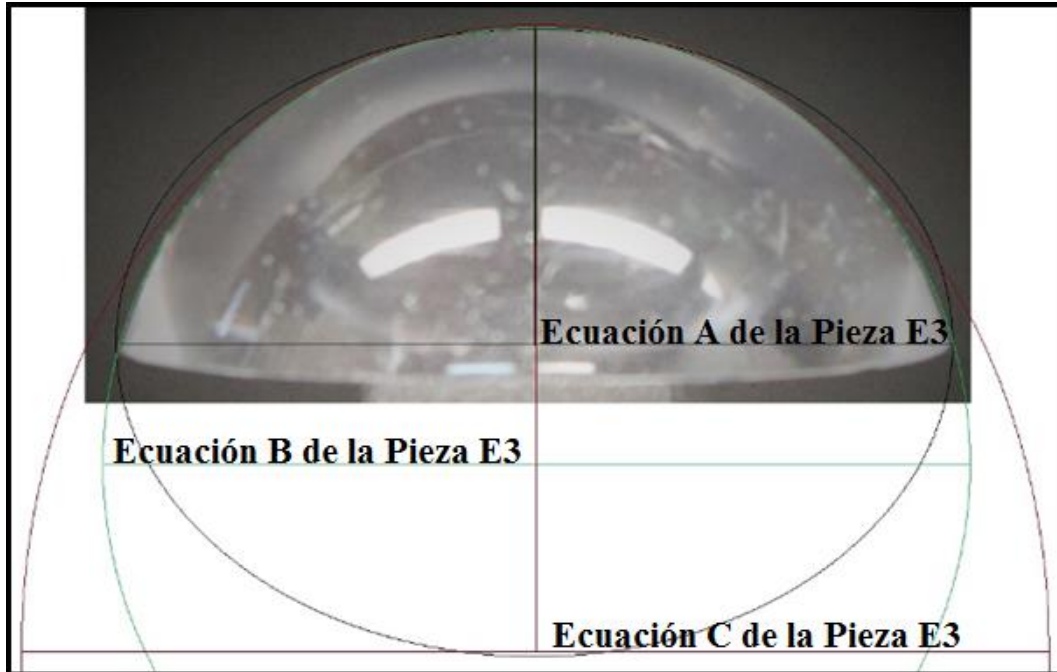 Ecuación A de la Pieza E3
Ecuación B de la Pieza E3
Ecuación C de la Pieza E3